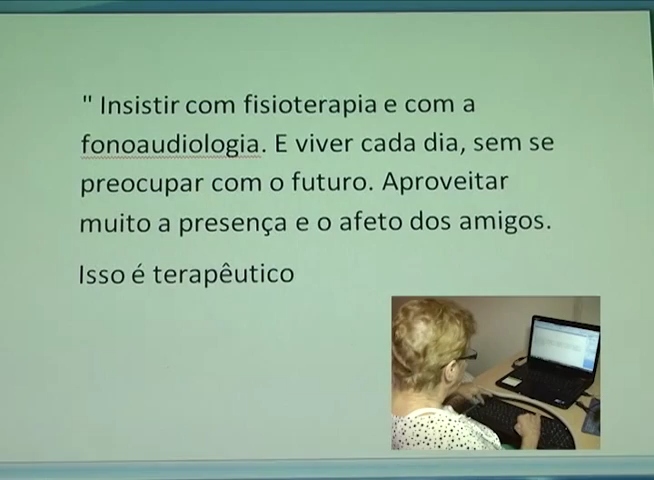 " Insistir com fisioterapia e com a
fonoaudiologia. E viver cada dia, sem se
preocupar com o futuro. Aproveitar
muito a presença e o afeto dos amigos.
Isso é terapêutico